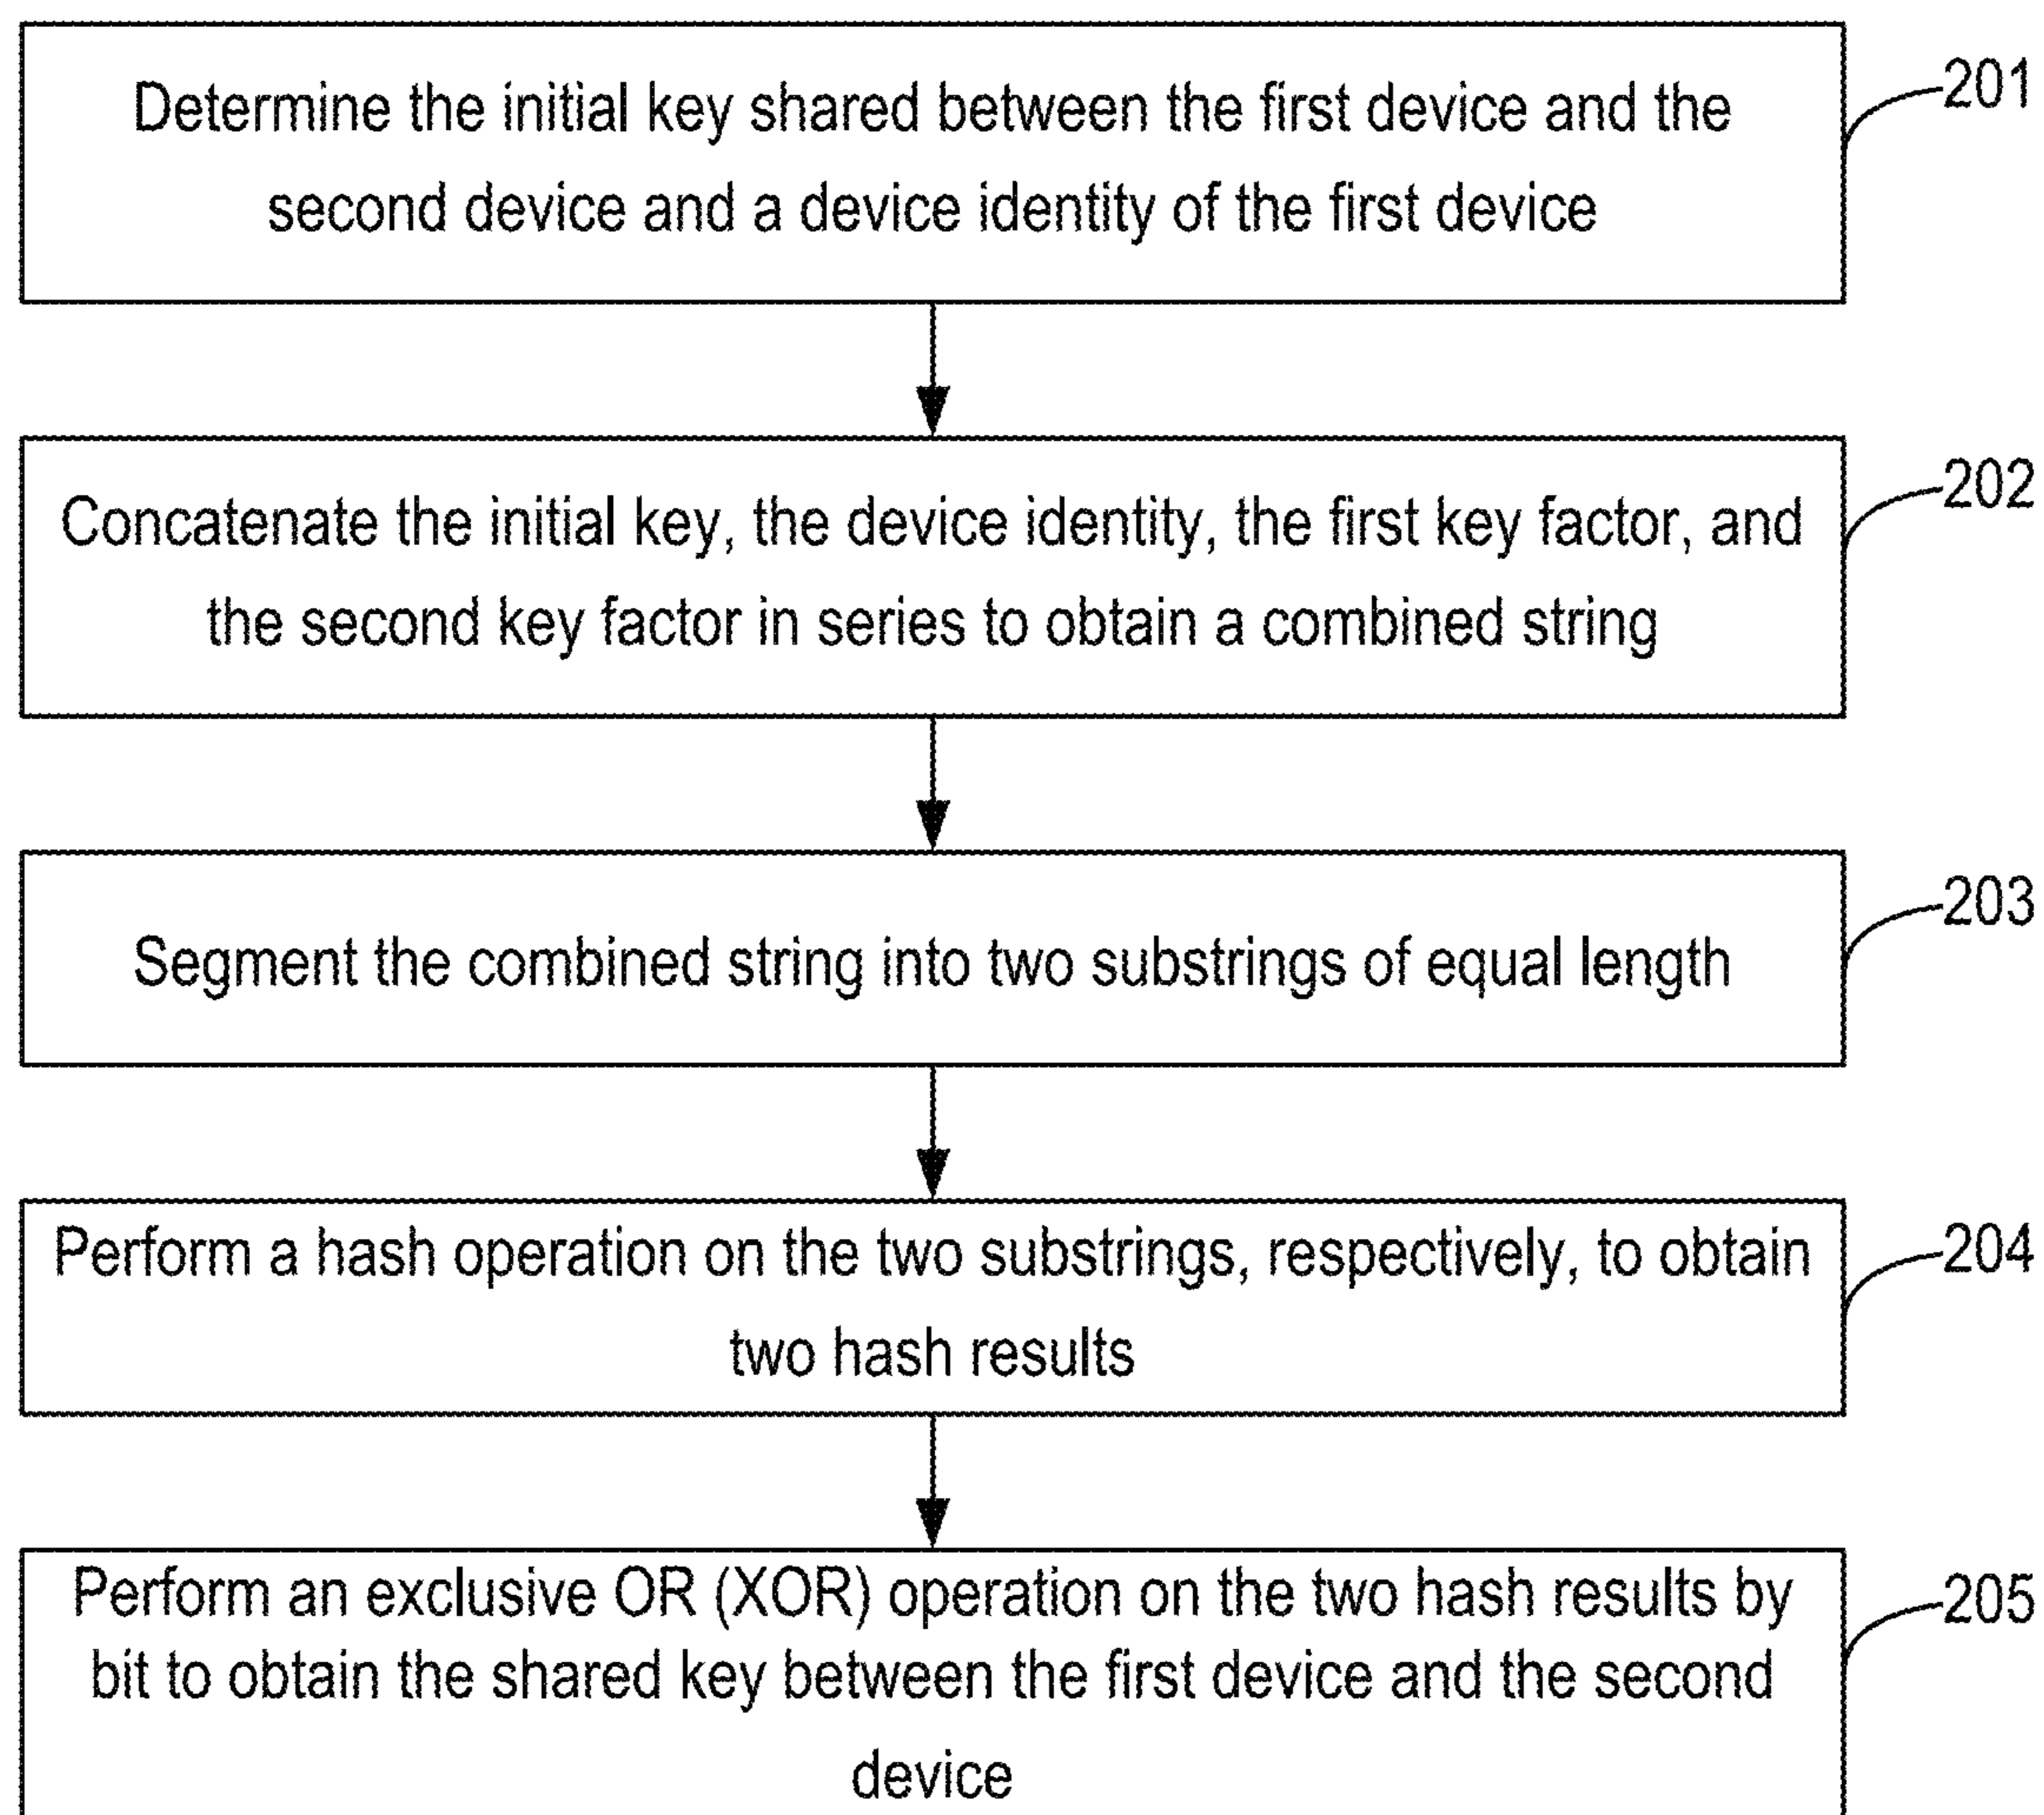 Determine the initial key shared between the first device and the
second device and a device identity of the first device
201
Concatenate the initial key, the device identity, the first key factor, and
the second key factor in series to obtain a combined string
202
Segment the combined string into two substrings of equal length
203
Perform a hash operation on the two substrings, respectively, to obtain
two hash results
204
Perform an exclusive OR (XOR) operation on the two hash results by
bit to obtain the shared key between the first device and the second
device
205